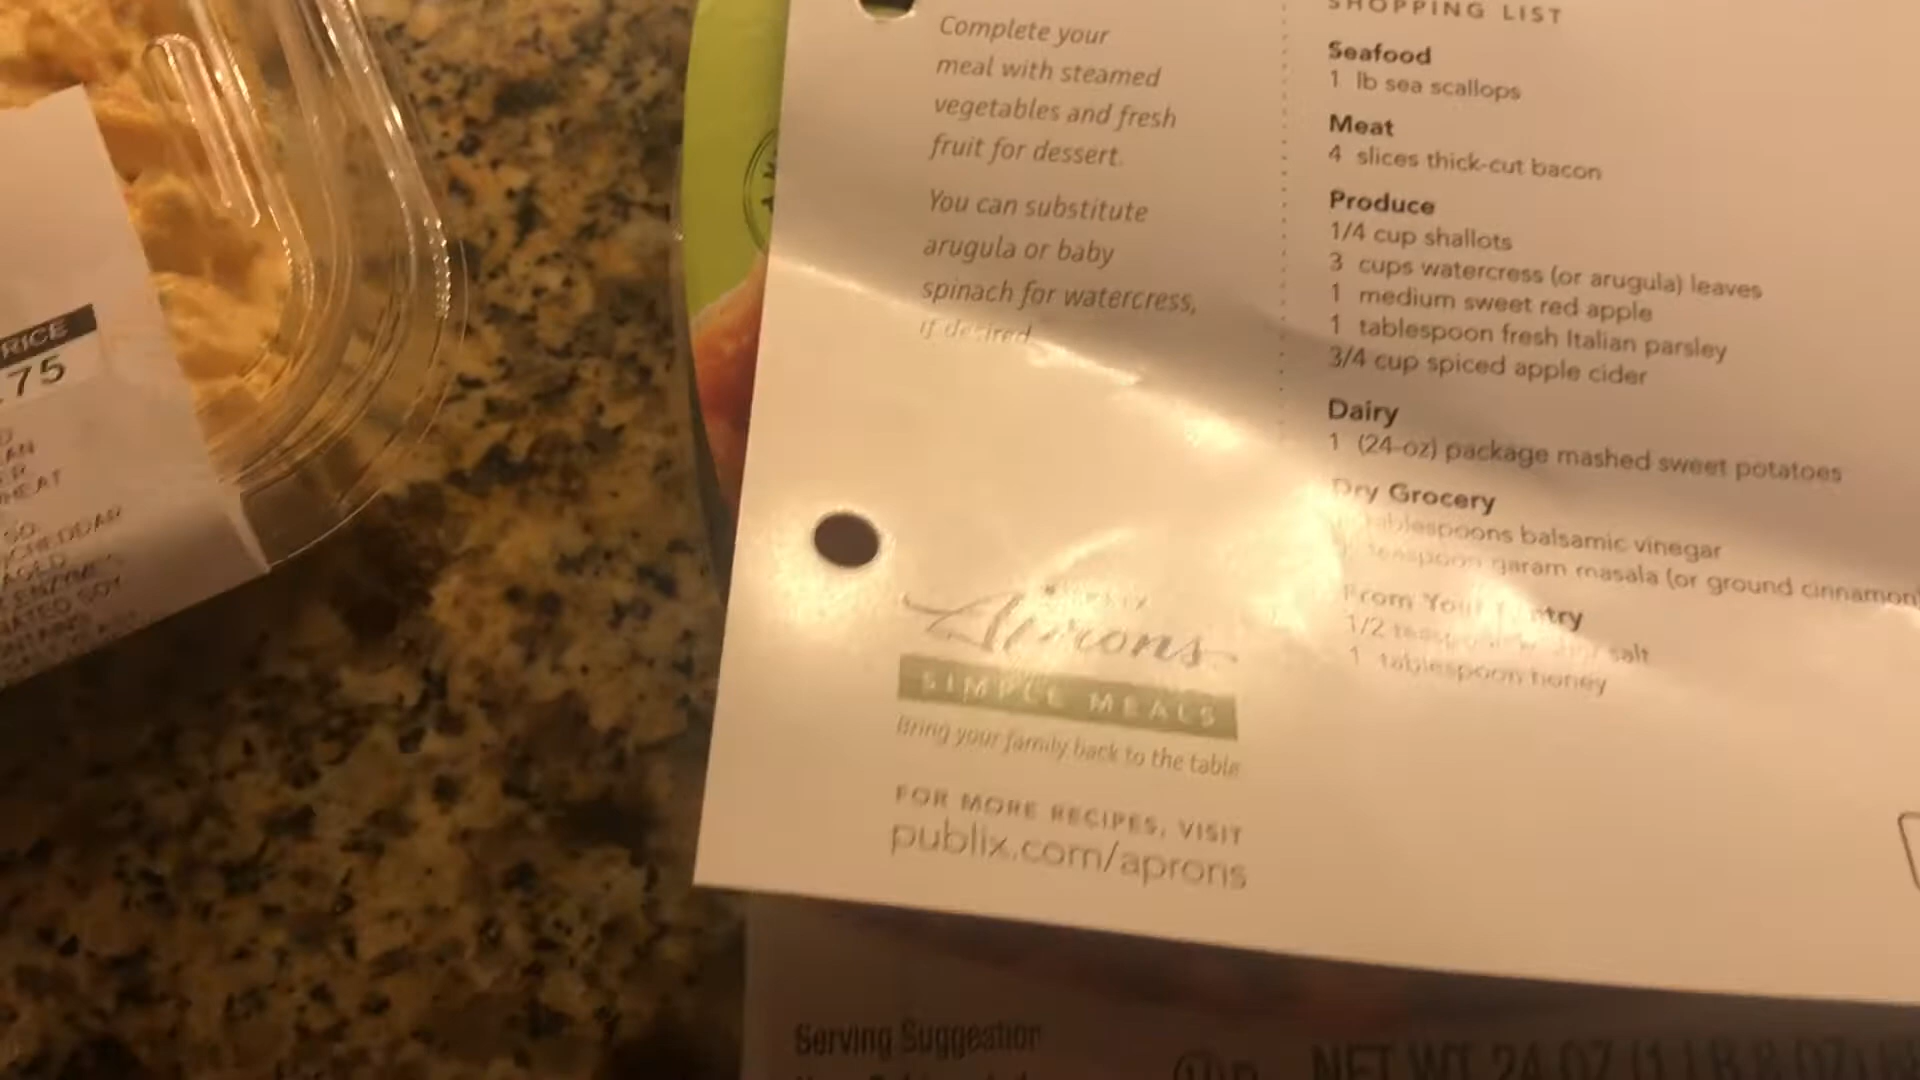 Complete your
meal with steamed
vegetables and fresh
fruit for dessert.
You can substitute
arugula or baby
spinach for watercress,
if desired
SHOPPING LIST
Seafood
1 lb sea scallops
Meat
4 slices thick-cut bacon
Produce
1/4 cup shallots
3 cups watercress (or arugula) leaves
1 medium sweet red apple
1 tablespoon fresh Italian parsley
3/4 cup spiced apple cider
Dairy
1 (24-oz) package mashed sweet potatoes
Dry Grocery
tablespoons balsamic vinegar
teaspoon garam masala (or ground cinnamon)
From Your Pantry
1/2 salt
1 tablespoon honey
Aprons
SIMPLE MEALS
Bring your family back to the table
FOR MORE RECIPES, VISIT
publix.com/aprons
RICE
.75
HEAT
CHEDDAR
AGED
Serving Suggestion
NET WT 24 OZ (1 LB 8 OZ)